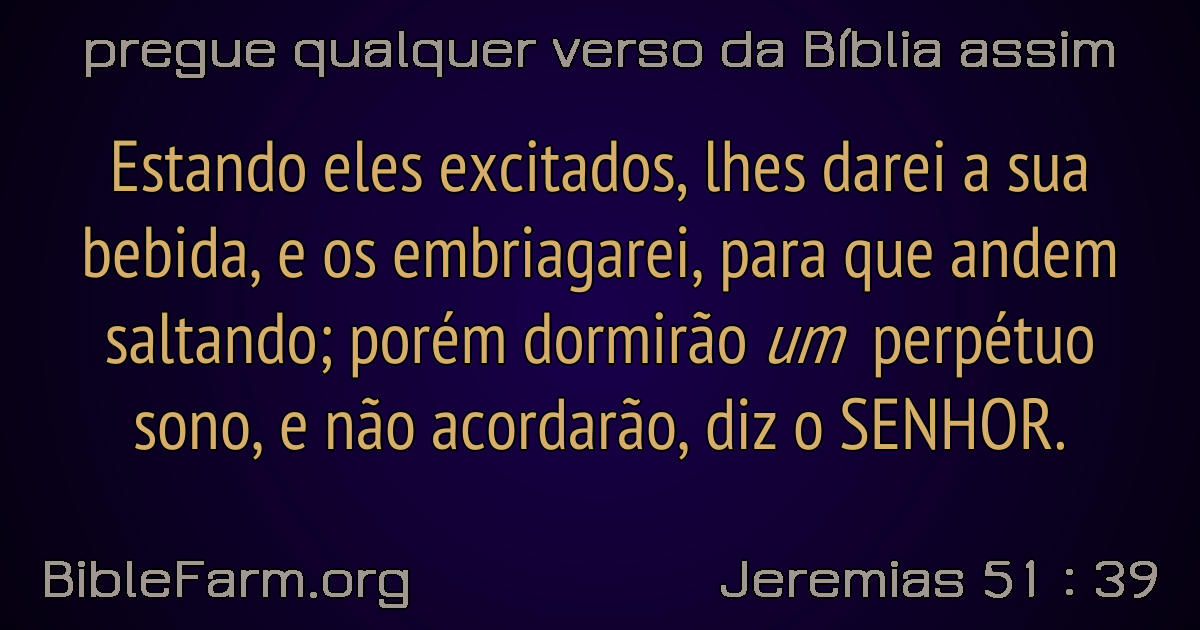 pregue qualquer verso da Bíblia assim
Estando eles excitados, lhes darei a sua
bebida, e os embriagarei, para que andem
saltando; porém dormirão um perpétuo
sono, e não acordarão, diz o SENHOR.
BibleFarm.org
Jeremias 51 : 39